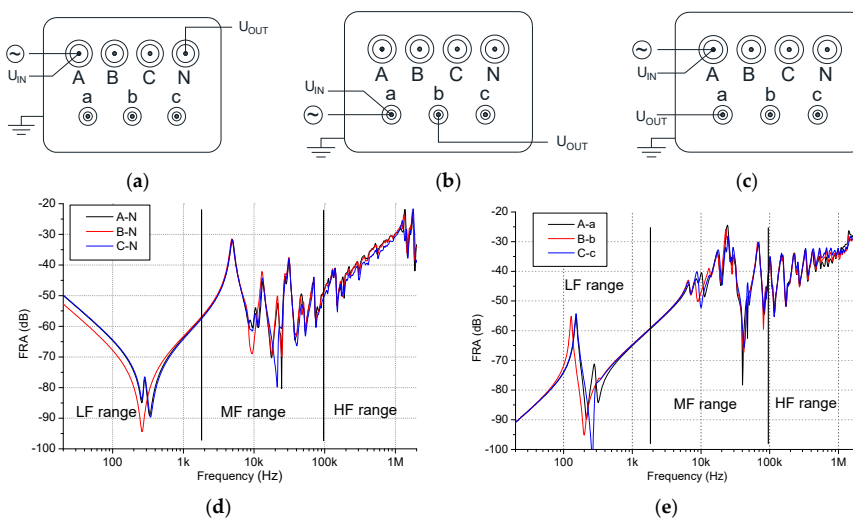 ~
U_IN
A B C N
U_OUT
a b c
(a)
A B C N
U_IN
a b c
~
U_OUT
(b)
~
U_IN
A B C N
U_OUT
a b c
(c)
-20
-30
-40
-50
-60
-70
-80
-90
-100
FRA (dB)
A-N
B-N
C-N
LF range
MF range
HF range
100 1k 10k 100k 1M
Frequency (Hz)
(d)
-20
-30
-40
-50
-60
-70
-80
-90
-100
FRA (dB)
A-a
B-b
C-c
LF range
MF range
HF range
100 1k 10k 100k 1M
Frequency (Hz)
(e)